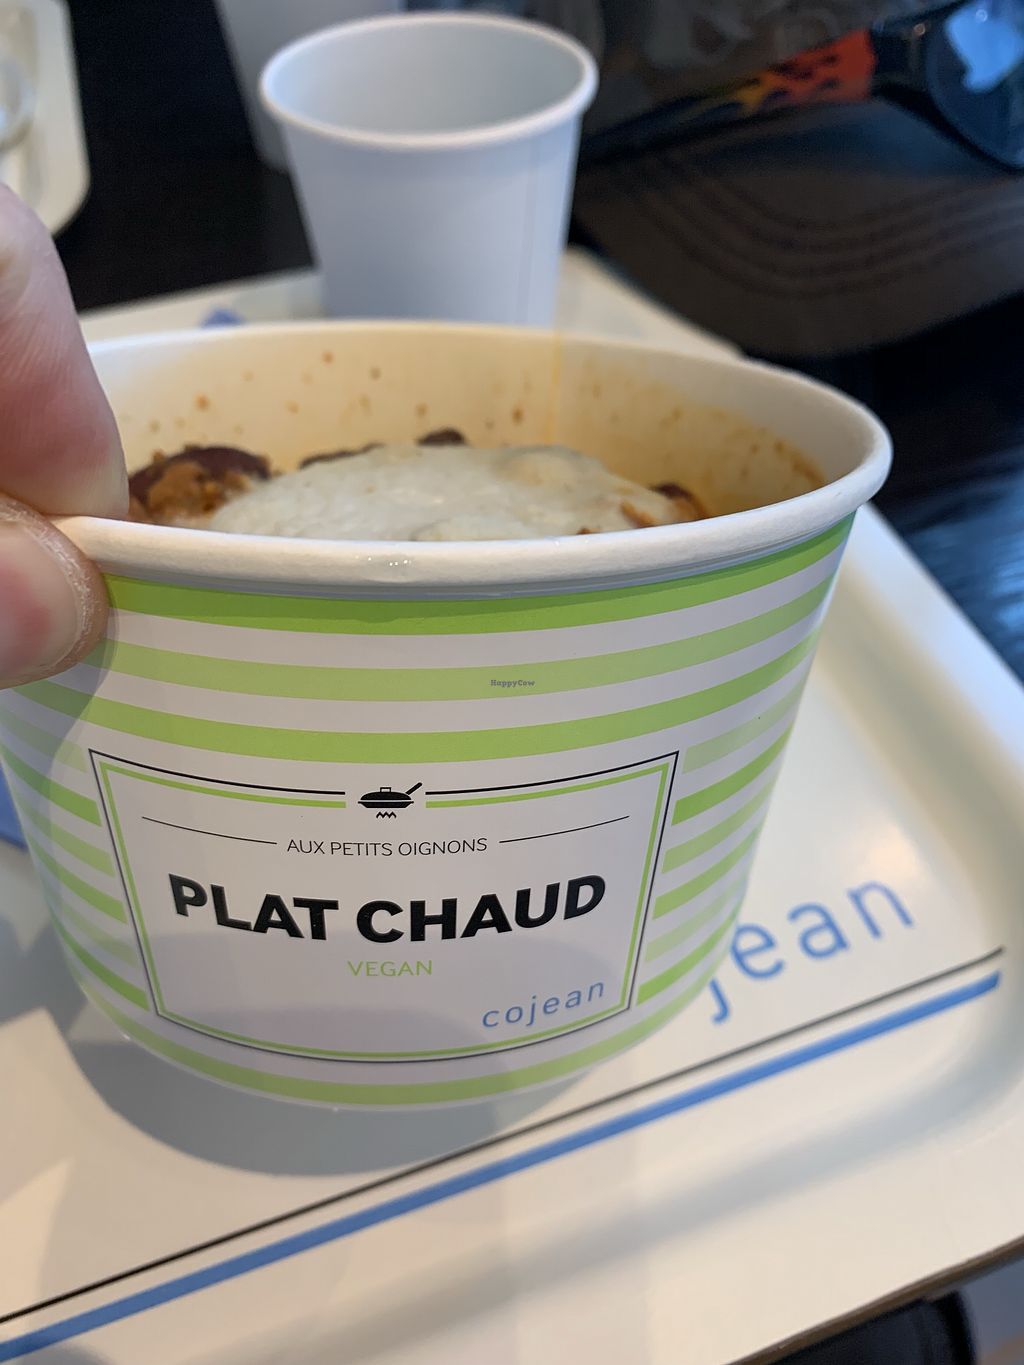 HappyCow
AUX PETITS OIGNONS
PLAT CHAUD
VEGAN
cojean
jean